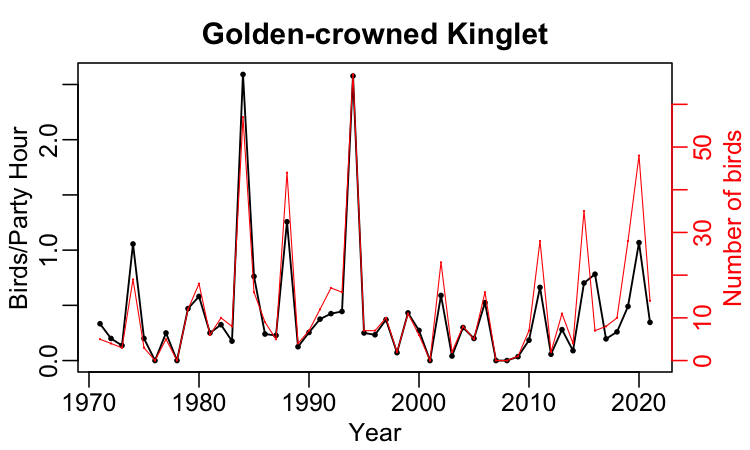 Golden-crowned Kinglet
Birds/Party Hour
0.0 1.0 2.0
Number of birds
0 10 30 50
1970 1980 1990 2000 2010 2020
Year